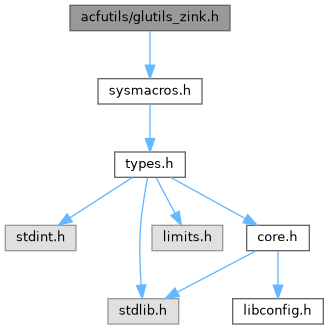 acfutils/glutils_zink.h
sysmacros.h
types.h
stdint.h
limits.h
core.h
stdlib.h
libconfig.h